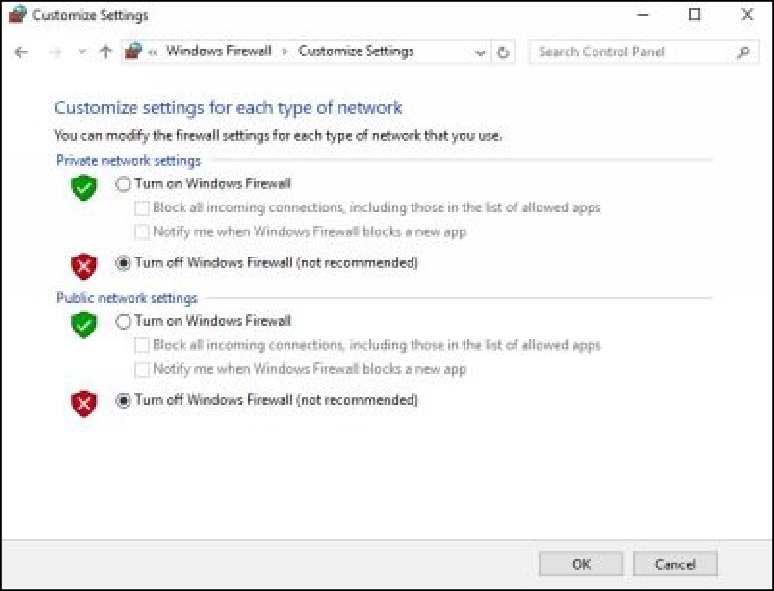 Customize Settings
« Windows Firewall › Customize Settings
Search Control Panel
Customize settings for each type of network
You can modify the firewall settings for each type of network that you use.
Private network settings
Turn on Windows Firewall
Block all incoming connections, including those in the list of allowed apps
Notify me when Windows Firewall blocks a new app
Turn off Windows Firewall (not recommended)
Public network settings
Turn on Windows Firewall
Block all incoming connections, including those in the list of allowed apps
Notify me when Windows Firewall blocks a new app
Turn off Windows Firewall (not recommended)
OK
Cancel